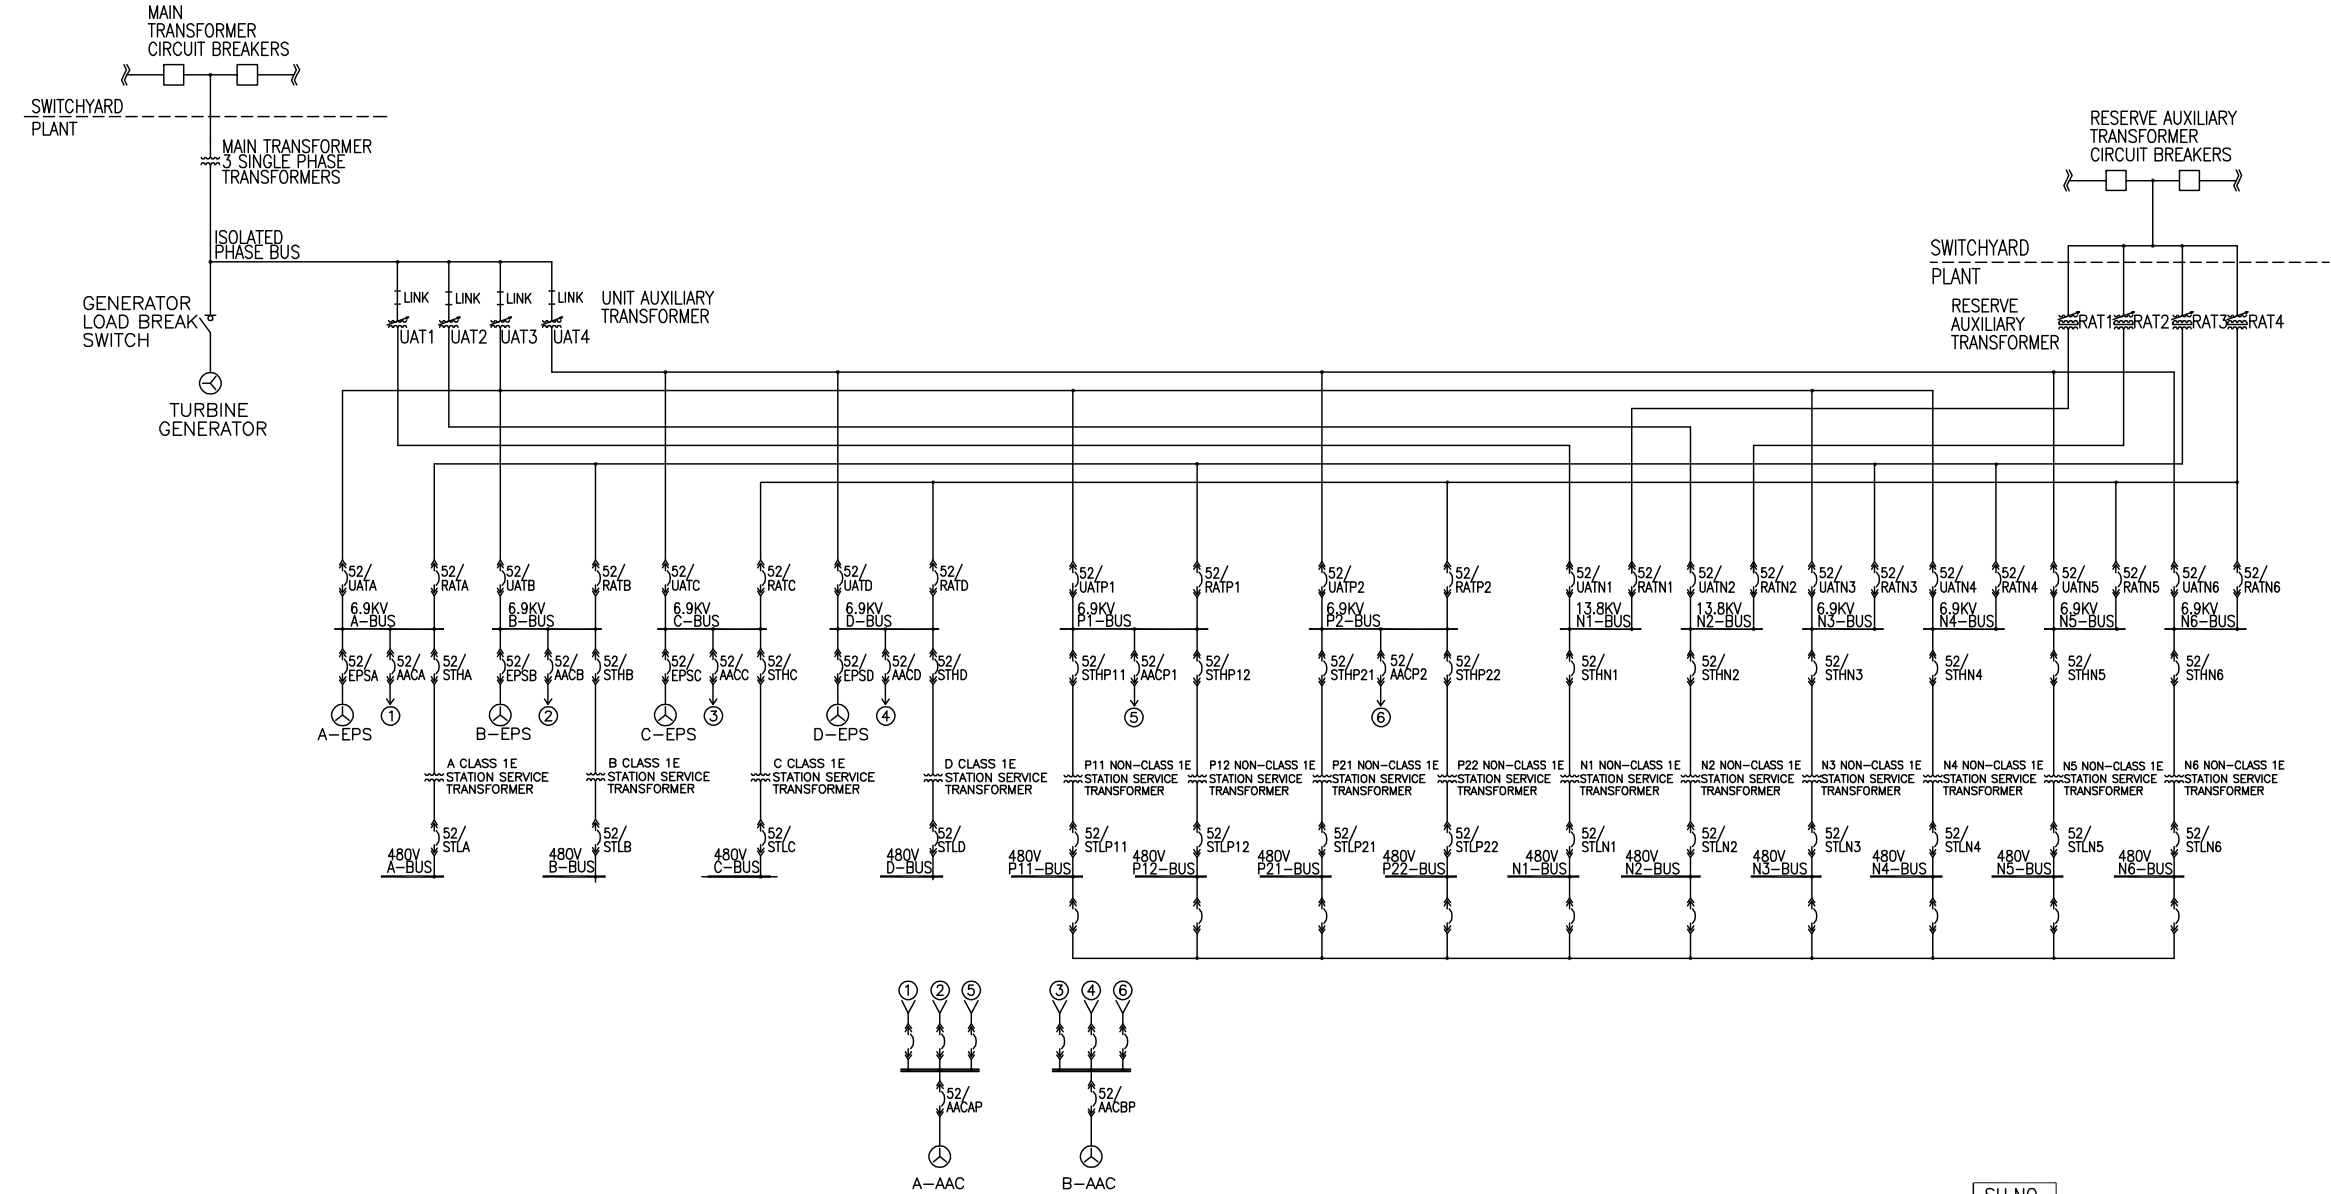 MAIN
TRANSFORMER
CIRCUIT BREAKERS
SWITCHYARD
PLANT
MAIN TRANSFORMER
3 SINGLE PHASE
TRANSFORMERS
ISOLATED
PHASE BUS
GENERATOR
LOAD BREAK
SWITCH
TURBINE
GENERATOR
LINK
LINK
LINK
LINK
UNIT AUXILIARY
TRANSFORMER
UAT1
UAT2
UAT3
UAT4
RESERVE AUXILIARY
TRANSFORMER
CIRCUIT BREAKERS
SWITCHYARD
PLANT
RESERVE
AUXILIARY
TRANSFORMER
RAT1
RAT2
RAT3
RAT4
52/
UATA
52/
RATA
52/
UATB
52/
RATB
52/
UATC
52/
RATC
52/
UATD
52/
RATD
52/
UATP1
52/
RATP1
52/
UATP2
52/
RATP2
52/
UATN1
52/
RATN1
52/
UATN2
52/
RATN2
52/
UATN3
52/
RATN3
52/
UATN4
52/
RATN4
52/
UATN5
52/
RATN5
52/
UATN6
52/
RATN6
6.9KV
A-BUS
6.9KV
B-BUS
6.9KV
C-BUS
6.9KV
D-BUS
6.9KV
P1-BUS
6.9KV
P2-BUS
13.8KV
N1-BUS
13.8KV
N2-BUS
6.9KV
N3-BUS
6.9KV
N4-BUS
6.9KV
N5-BUS
6.9KV
N6-BUS
52/
EPSA
52/
AACA
52/
STHA
52/
EPSB
52/
AACB
52/
STHB
52/
EPSC
52/
AACC
52/
STHC
52/
EPSD
52/
AACD
52/
STHD
52/
STHP11
52/
AACP1
52/
STHP12
52/
STHP21
52/
AACP2
52/
STHP22
52/
STHN1
52/
STHN2
52/
STHN3
52/
STHN4
52/
STHN5
52/
STHN6
A-EPS
1
B-EPS
2
C-EPS
3
D-EPS
4
5
6
A CLASS 1E
STATION SERVICE
TRANSFORMER
B CLASS 1E
STATION SERVICE
TRANSFORMER
C CLASS 1E
STATION SERVICE
TRANSFORMER
D CLASS 1E
STATION SERVICE
TRANSFORMER
P11 NON-CLASS 1E
STATION SERVICE
TRANSFORMER
P12 NON-CLASS 1E
STATION SERVICE
TRANSFORMER
P21 NON-CLASS 1E
STATION SERVICE
TRANSFORMER
P22 NON-CLASS 1E
STATION SERVICE
TRANSFORMER
N1 NON-CLASS 1E
STATION SERVICE
TRANSFORMER
N2 NON-CLASS 1E
STATION SERVICE
TRANSFORMER
N3 NON-CLASS 1E
STATION SERVICE
TRANSFORMER
N4 NON-CLASS 1E
STATION SERVICE
TRANSFORMER
N5 NON-CLASS 1E
STATION SERVICE
TRANSFORMER
N6 NON-CLASS 1E
STATION SERVICE
TRANSFORMER
52/
STLA
480V
A-BUS
52/
STLB
480V
B-BUS
52/
STLC
480V
C-BUS
52/
STLD
480V
D-BUS
52/
STLP11
480V
P11-BUS
52/
STLP12
480V
P12-BUS
52/
STLP21
480V
P21-BUS
52/
STLP22
480V
P22-BUS
52/
STLN1
480V
N1-BUS
52/
STLN2
480V
N2-BUS
52/
STLN3
480V
N3-BUS
52/
STLN4
480V
N4-BUS
52/
STLN5
480V
N5-BUS
52/
STLN6
480V
N6-BUS
1 2 5
52/
AACAP
A-AAC
3 4 6
52/
AACBP
B-AAC